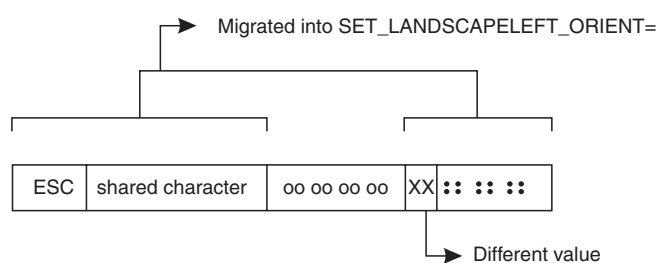 Migrated into SET_LANDSCAPELEFT_ORIENT=
ESC shared character oo oo oo oo XX :: :: ::
Different value